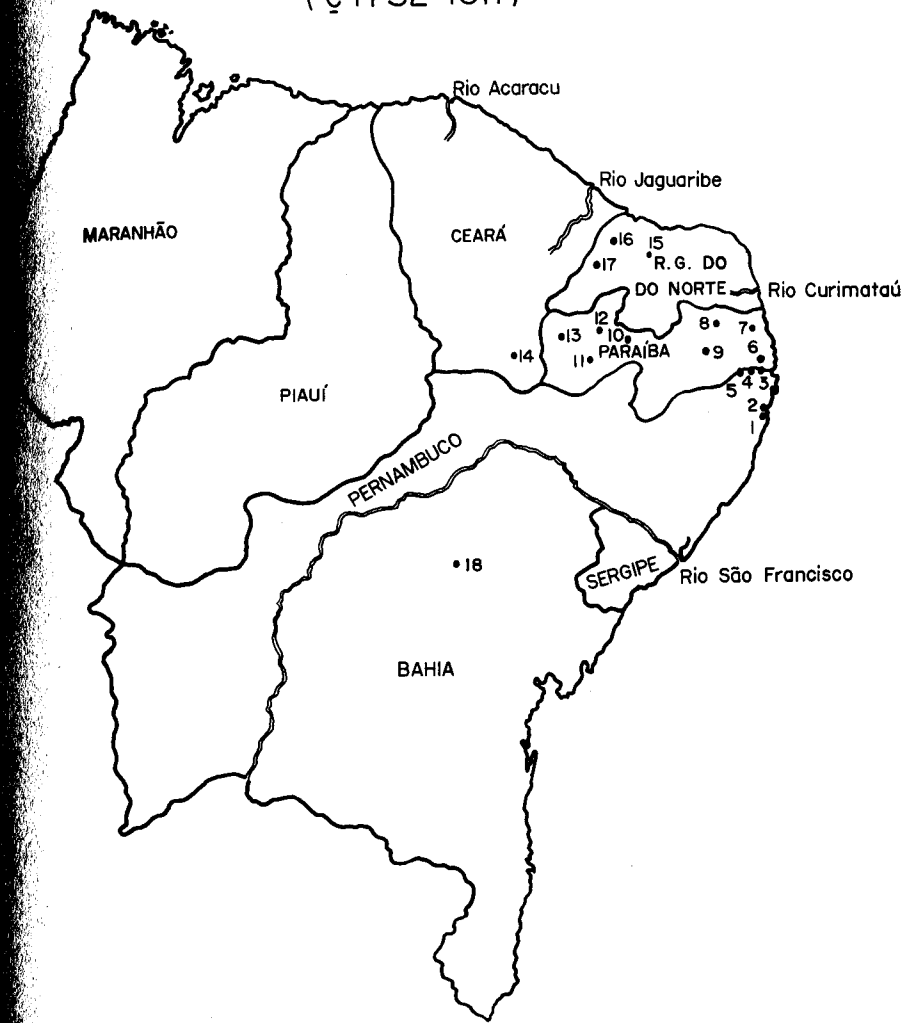 Rio Acaracu
Rio Jaguaribe
MARANHÃO
CEARÁ
16
15
17
R.G. DO
DO NORTE
Rio Curimataú
12
8
7
13
10
14
11
PARAÍBA
9
6
5
4
3
2
1
PIAUÍ
PERNAMBUCO
18
SERGIPE
Rio São Francisco
BAHIA